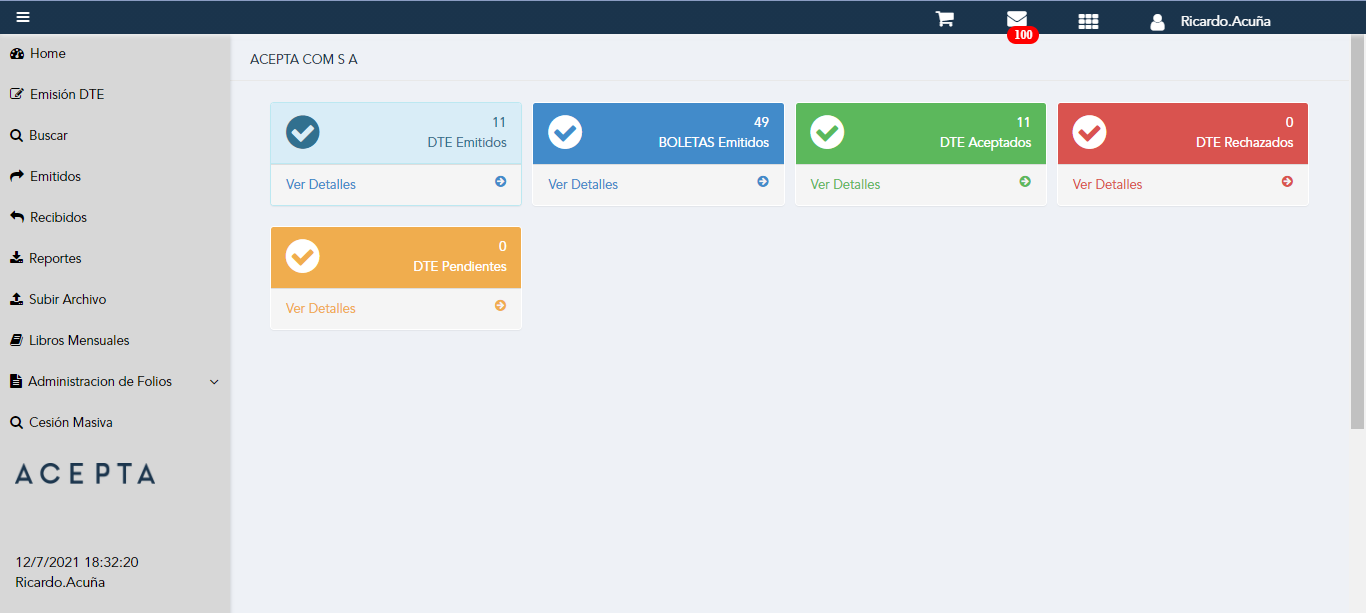 Ricardo.Acuña
100
Home
Emisión DTE
Buscar
Emitidos
Recibidos
Reportes
Subir Archivo
Libros Mensuales
Administracion de Folios
Cesión Masiva
ACEPTA
12/7/2021 18:32:20
Ricardo.Acuña
ACEPTA COM S A
11
DTE Emitidos
Ver Detalles
49
BOLETAS Emitidos
Ver Detalles
11
DTE Aceptados
Ver Detalles
0
DTE Rechazados
Ver Detalles
0
DTE Pendientes
Ver Detalles